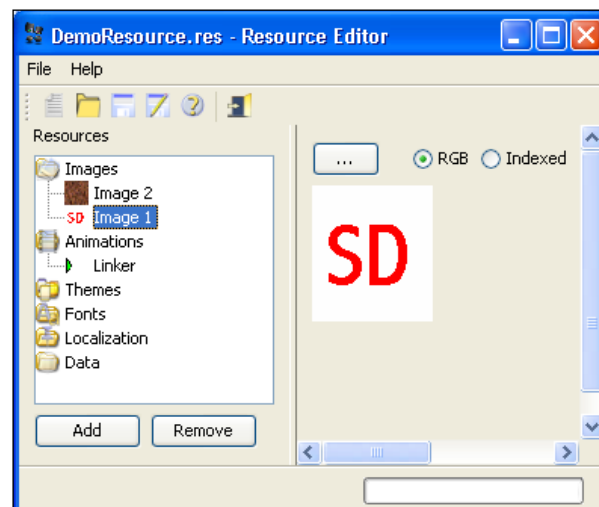 DemoResource.res - Resource Editor
File Help
Resources
... RGB Indexed
Images
Image 2
SD Image 1
SD
Animations
Linker
Themes
Fonts
Localization
Data
Add Remove